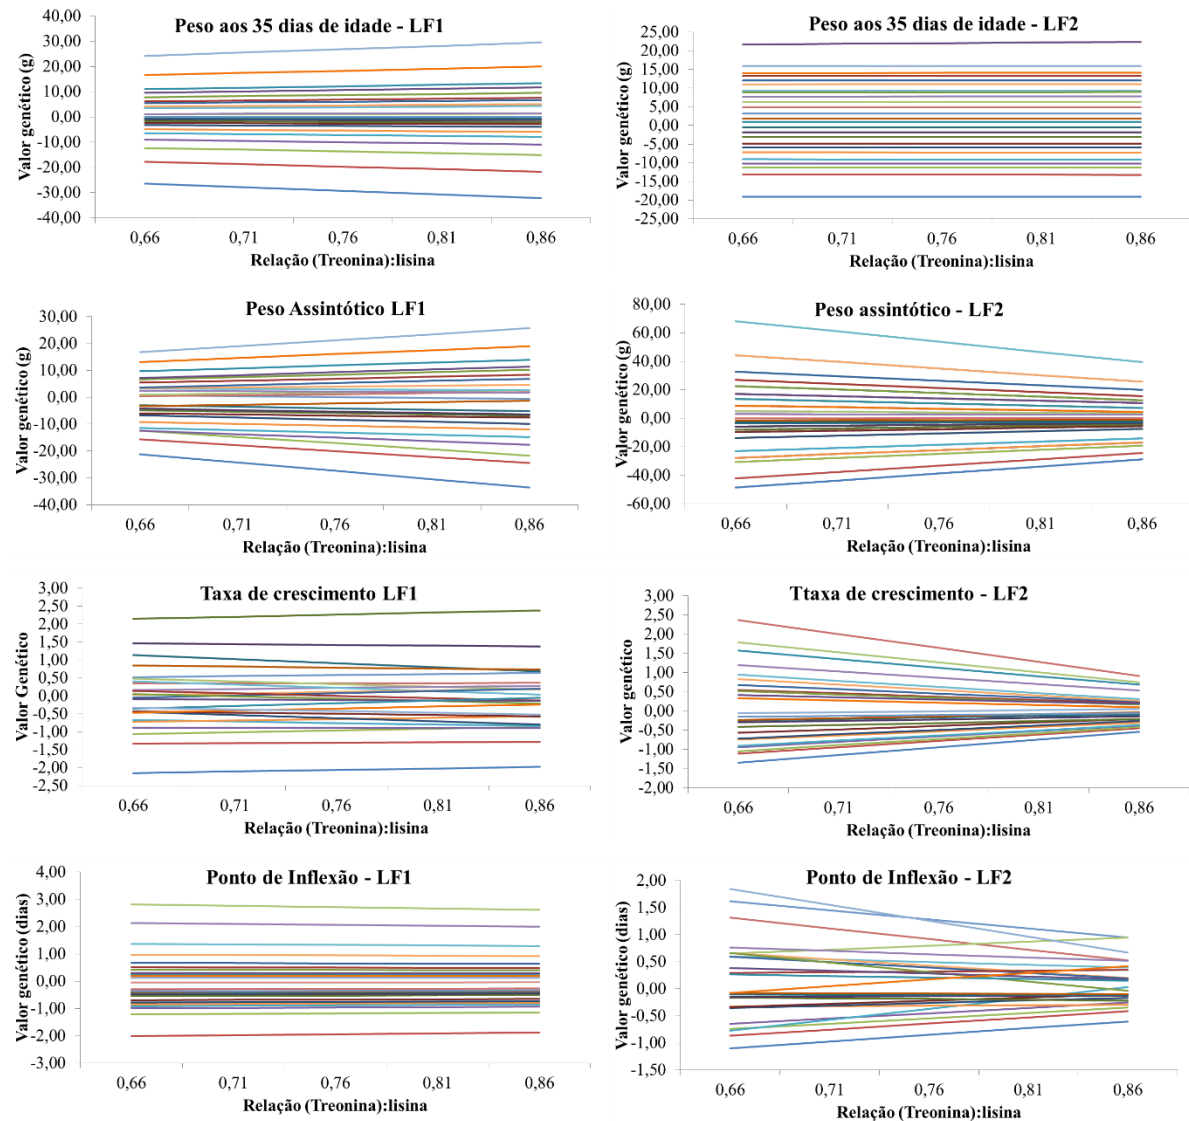 Peso aos 35 dias de idade - LF1
Valor genético (g)
40,00
30,00
20,00
10,00
0,00
-10,00
-20,00
-30,00
-40,00
0,66 0,71 0,76 0,81 0,86
Relação (Treonina):lisina
Peso aos 35 dias de idade - LF2
Valor genético (g)
25,00
20,00
15,00
10,00
5,00
0,00
-5,00
-10,00
-15,00
-20,00
-25,00
0,66 0,71 0,76 0,81 0,86
Relação (Treonina):lisina
Peso Assintótico LF1
Valor genético (g)
30,00
20,00
10,00
0,00
-10,00
-20,00
-30,00
-40,00
0,66 0,71 0,76 0,81 0,86
Relação (Treonina):lisina
Peso assintótico - LF2
Valor genético (g)
80,00
60,00
40,00
20,00
0,00
-20,00
-40,00
-60,00
0,66 0,71 0,76 0,81 0,86
Relação (Treonina):lisina
Taxa de crescimento LF1
Valor Genético
3,00
2,50
2,00
1,50
1,00
0,50
0,00
-0,50
-1,00
-1,50
-2,00
-2,50
0,66 0,71 0,76 0,81 0,86
Relação (Treonina):lisina
Ttaxa de crescimento - LF2
Valor genético
3,00
2,50
2,00
1,50
1,00
0,50
0,00
-0,50
-1,00
-1,50
-2,00
0,66 0,71 0,76 0,81 0,86
Relação (Treonina):lisina
Ponto de Inflexão - LF1
Valor genético (dias)
4,00
3,00
2,00
1,00
0,00
-1,00
-2,00
-3,00
0,66 0,71 0,76 0,81 0,86
Relação (Treonina):lisina
Ponto de Inflexão - LF2
Valor genético (dias)
2,00
1,50
1,00
0,50
0,00
-0,50
-1,00
-1,50
0,66 0,71 0,76 0,81 0,86
Relação (Treonina):lisina